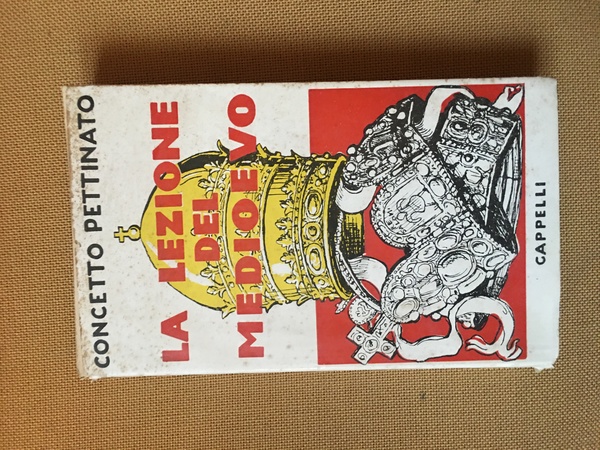 CONCETTO PETTINATO
LA LEZIONE
DEL
MEDIOEVO
CAPPELLI